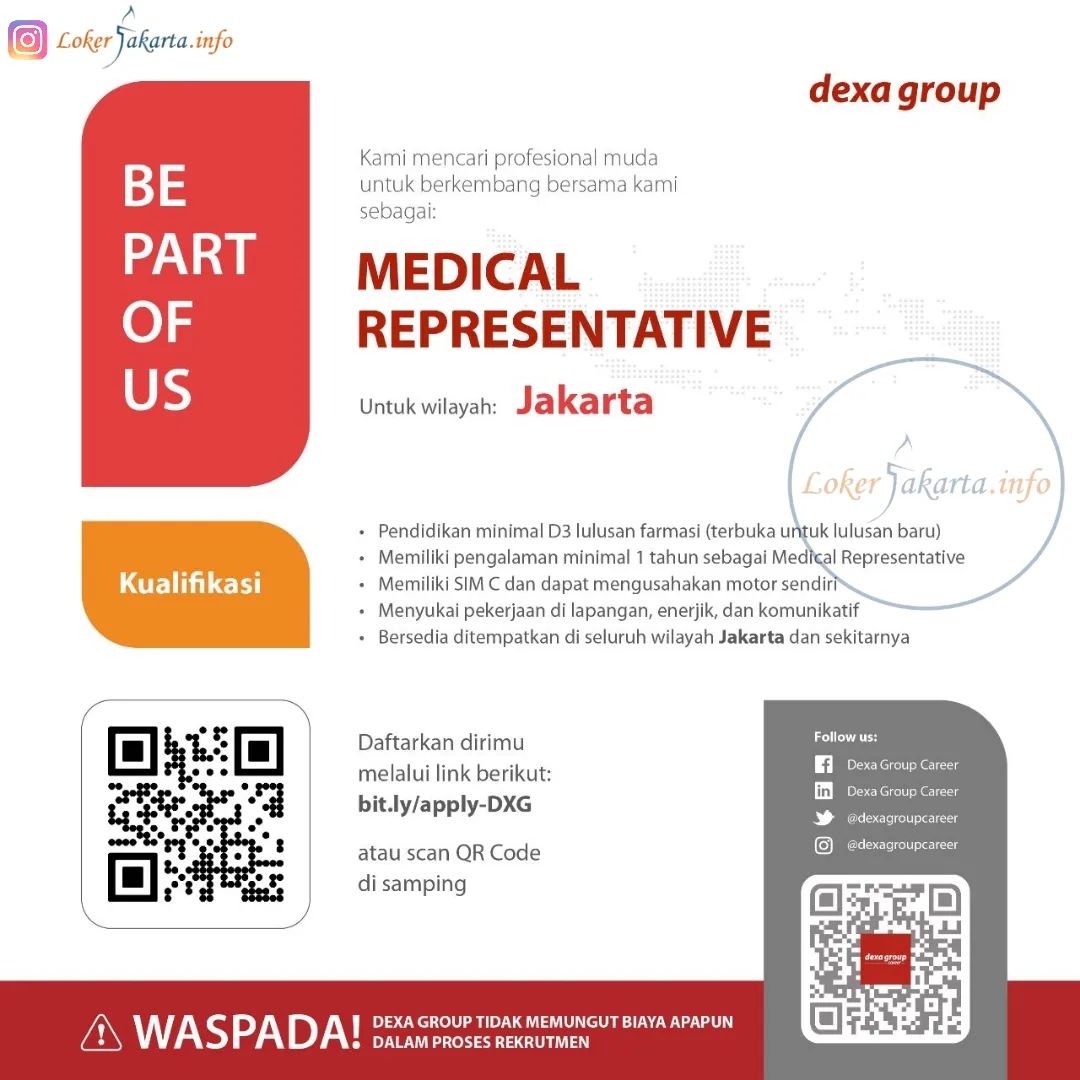 Loker Jakarta.info
dexa group
BE
PART
OF
US
Kami mencari profesional muda
untuk berkembang bersama kami
sebagai:
MEDICAL
REPRESENTATIVE
Untuk wilayah: Jakarta
Loker Jakarta.info
Kualifikasi
• Pendidikan minimal D3 lulusan farmasi (terbuka untuk lulusan baru)
• Memiliki pengalaman minimal 1 tahun sebagai Medical Representative
• Memiliki SIM C dan dapat mengusahakan motor sendiri
• Menyukai pekerjaan di lapangan, enerjik, dan komunikatif
• Bersedia ditempatkan di seluruh wilayah Jakarta dan sekitarnya
Daftarkan dirimu
melalui link berikut:
bit.ly/apply-DXG
atau scan QR Code
di samping
Follow us:
Dexa Group Career
Dexa Group Career
@dexagroupcareer
@dexagroupcareer
dexa group
career
WASPADA!
DEXA GROUP TIDAK MEMUNGUT BIAYA APAPUN
DALAM PROSES REKRUTMEN